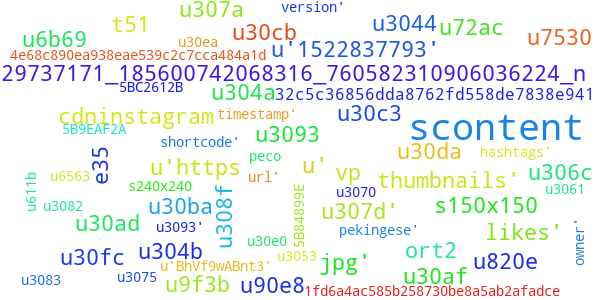 version'
u307a
t51
u3044
u72ac
u30cb
u6b69
u30ea
u7530
u'1522837793'
4e68c890ea938eae539c2c7cca484a1d
29737171_185600742068316_760582310906036224_n
5BC2612B
u304a
32c5c36856dda8762fd558de7838e941
cdninstagram
timestamp'
u30c3
scontent
5B9EAF2A
u3093
shortcode'
u30da
hashtags'
e35
peco
u'https
u'
vp
u306c
url'
thumbnails'
u6563
s240x240
u3070
u3061
u611b
u3082
u30ba
u308f
5B84899E
u307d'
s150x150
u30ad
u3093'
pekingese'
likes'
owner'
u304b
u30e0
ort2
u30fc
u3053
u820e
u'BhVf9wABnt3'
jpg'
u3083
u3075
u9f3b
u90e8
u30af
1fd6a4ac585b258730be8a5ab2afadce